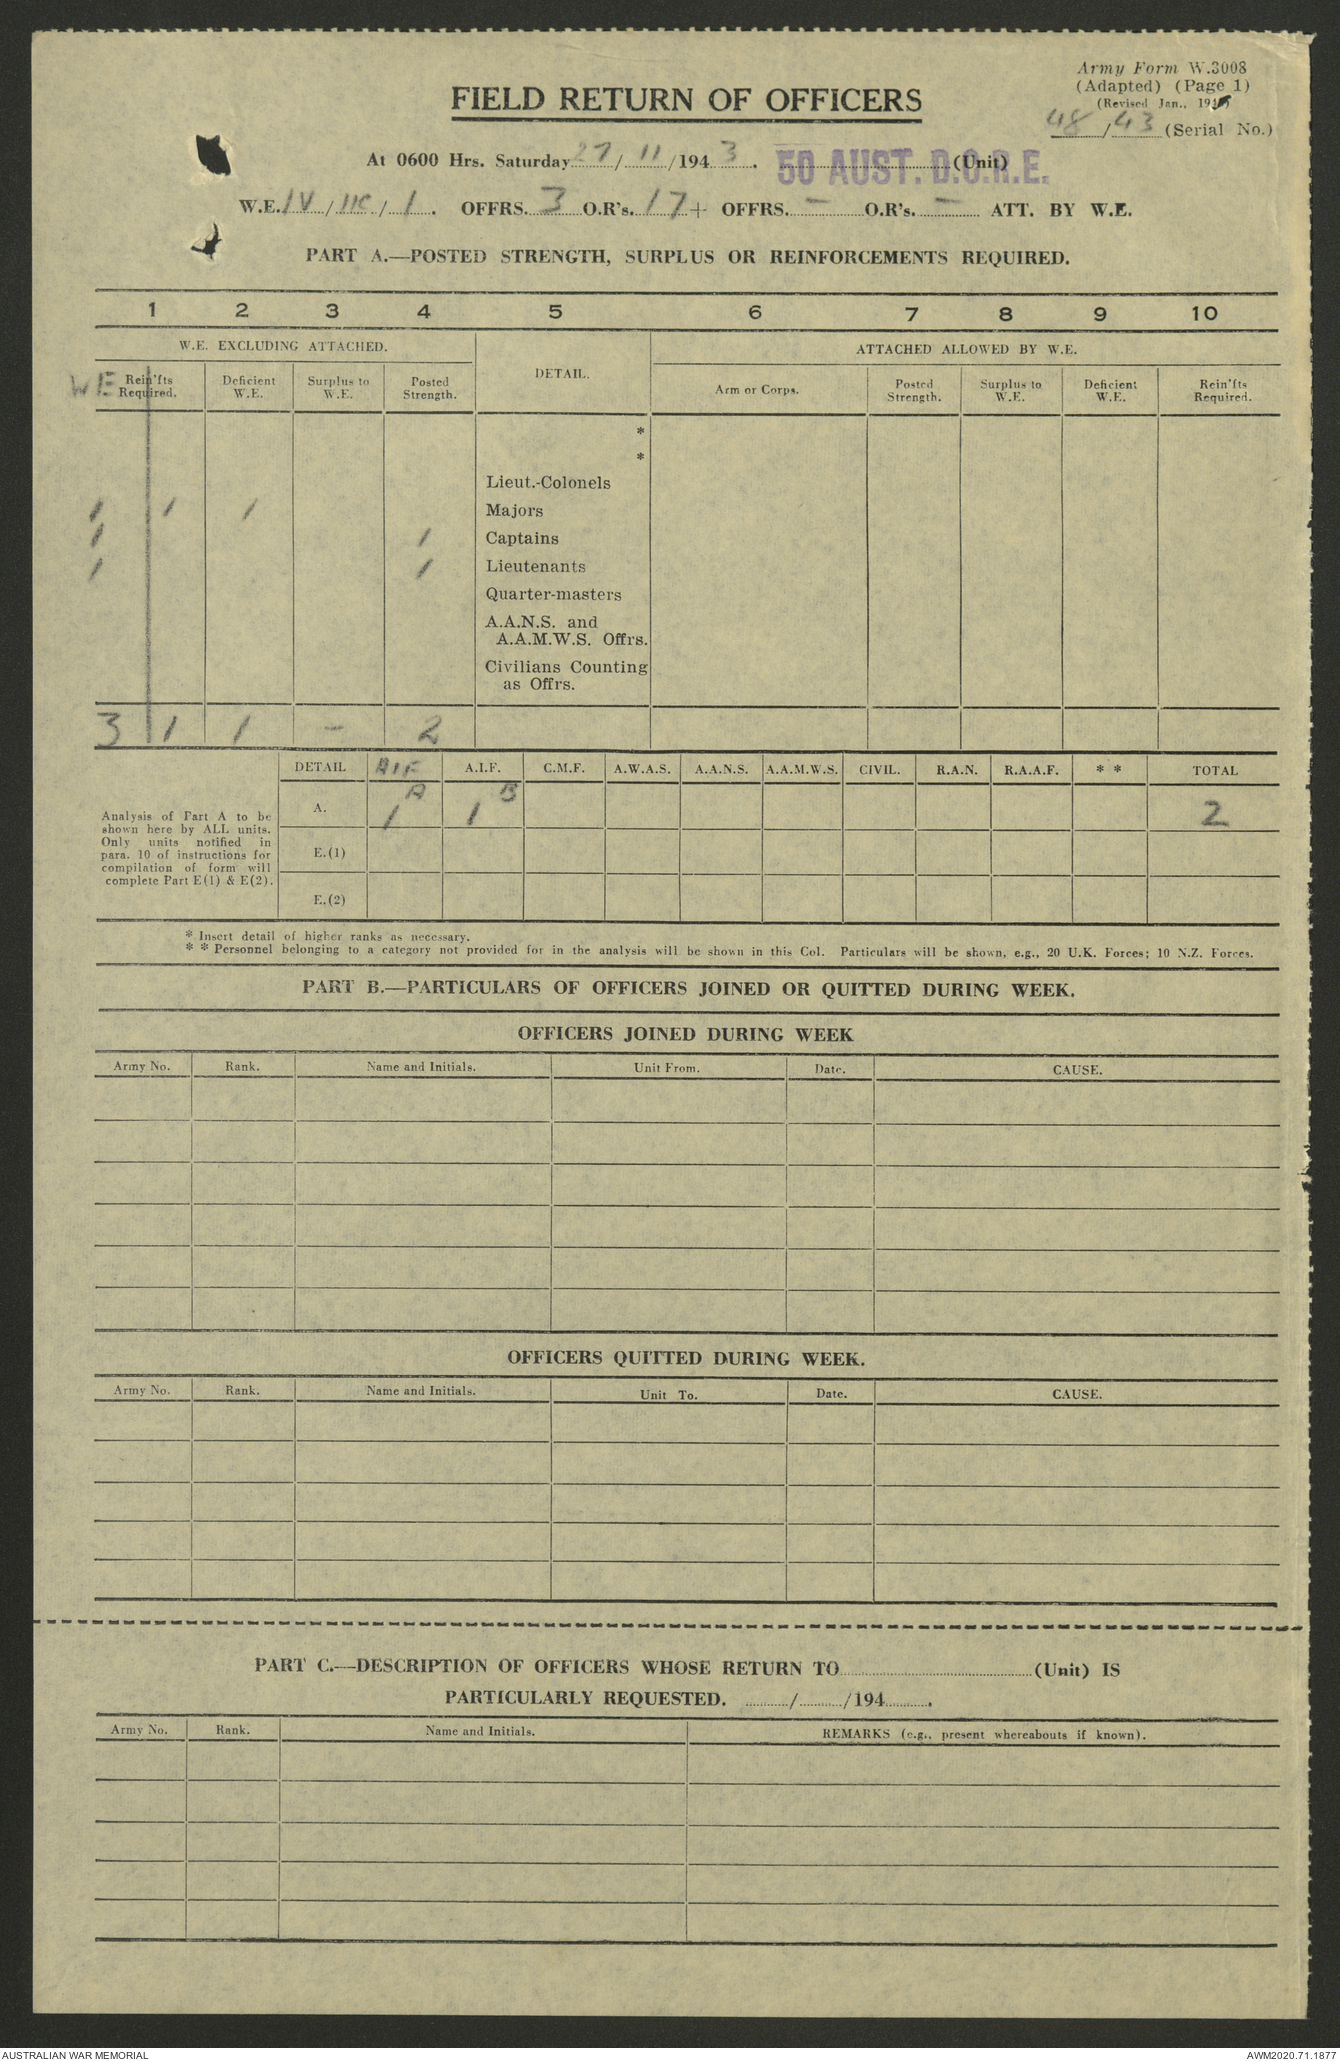 Army Form W.3008
(Adapted) (Page 1)
(Revised Jan., 194
48/43 (Serial No.)
FIELD RETURN OF OFFICERS
At 0600 Hrs. Saturday 27/11/1943. 50 AUST. D.O.R.E. (Unit)
W.E. IV/11C/1. OFFRS. 3 O.R's. 17+ OFFRS. - O.R's. - ATT. BY W.E.
PART A.—POSTED STRENGTH, SURPLUS OR REINFORCEMENTS REQUIRED.
1 2 3 4 5 6 7 8 9 10
W.E. EXCLUDING ATTACHED. DETAIL. ATTACHED ALLOWED BY W.E.
WE Rein'fts Required. Deficient W.E. Surplus to W.E. Posted Strength. Arm or Corps. Posted Strength. Surplus to W.E. Deficient W.E. Rein'fts Required.
*
*
Lieut.-Colonels
1 1 1 Majors
1 1 Captains
1 1 Lieutenants
Quarter-masters
A.A.N.S. and
A.A.M.W.S. Offrs.
Civilians Counting
as Offrs.
3 1 1 - 2
DETAIL AIF A.I.F. C.M.F. A.W.A.S. A.A.N.S. A.A.M.W.S. CIVIL. R.A.N. R.A.A.F. * * TOTAL
A. 1 A 1 B 2
E.(1)
E.(2)
Analysis of Part A to be
shown here by ALL units.
Only units notified in
para. 10 of instructions for
compilation of form will
complete Part E(1) & E(2).
* Insert detail of higher ranks as necessary.
* * Personnel belonging to a category not provided for in the analysis will be shown in this Col. Particulars will be shown, e.g., 20 U.K. Forces; 10 N.Z. Forces.
PART B.—PARTICULARS OF OFFICERS JOINED OR QUITTED DURING WEEK.
OFFICERS JOINED DURING WEEK
Army No. Rank. Name and Initials. Unit From. Date. CAUSE.
OFFICERS QUITTED DURING WEEK.
Army No. Rank. Name and Initials. Unit To. Date. CAUSE.
PART C.—DESCRIPTION OF OFFICERS WHOSE RETURN TO (Unit) IS
PARTICULARLY REQUESTED. / /194 .
Army No. Rank. Name and Initials. REMARKS (e.g., present whereabouts if known).
AUSTRALIAN WAR MEMORIAL AWM2020.71.1877